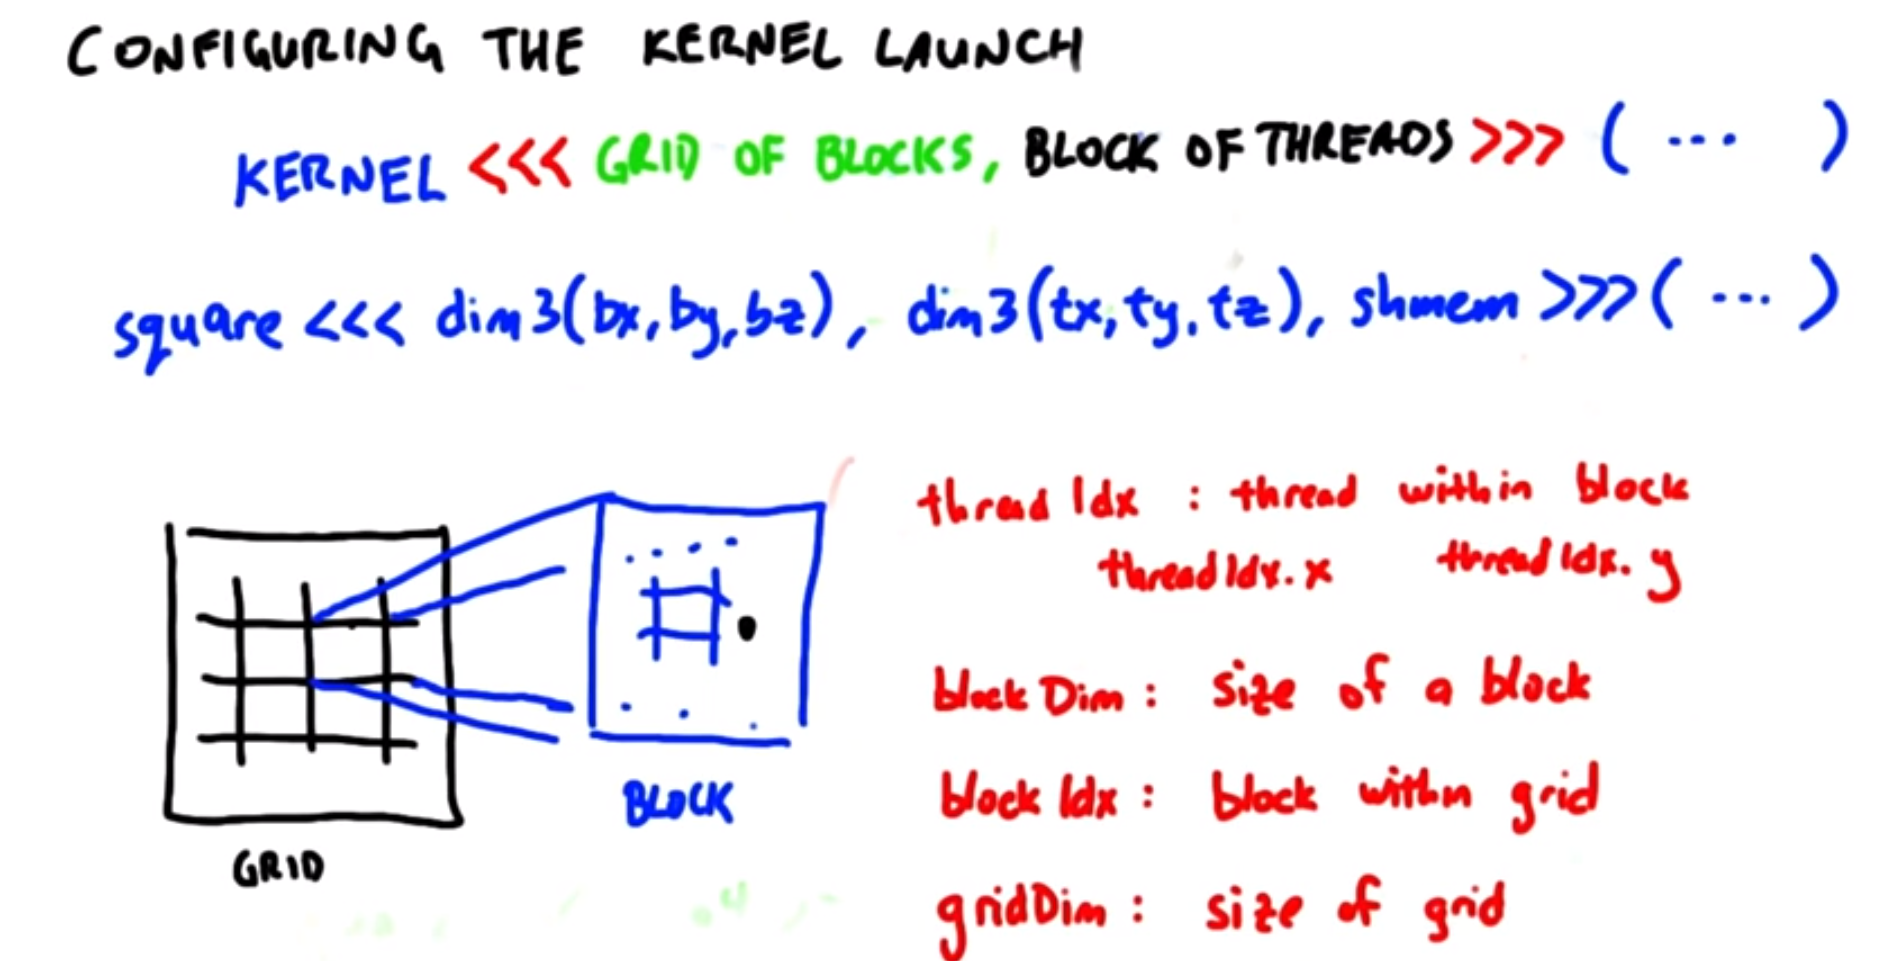 CONFIGURING THE KERNEL LAUNCH
KERNEL <<< GRID OF BLOCKS, BLOCK OF THREADS >>> ( ... )
square <<< dim3(bx, by, bz), dim3(tx, ty, tz), shmem >>> ( ... )
threadIdx : thread within block
threadIdx.x threadIdx.y
blockDim : size of a block
blockIdx : block within grid
gridDim : size of grid
BLOCK
GRID